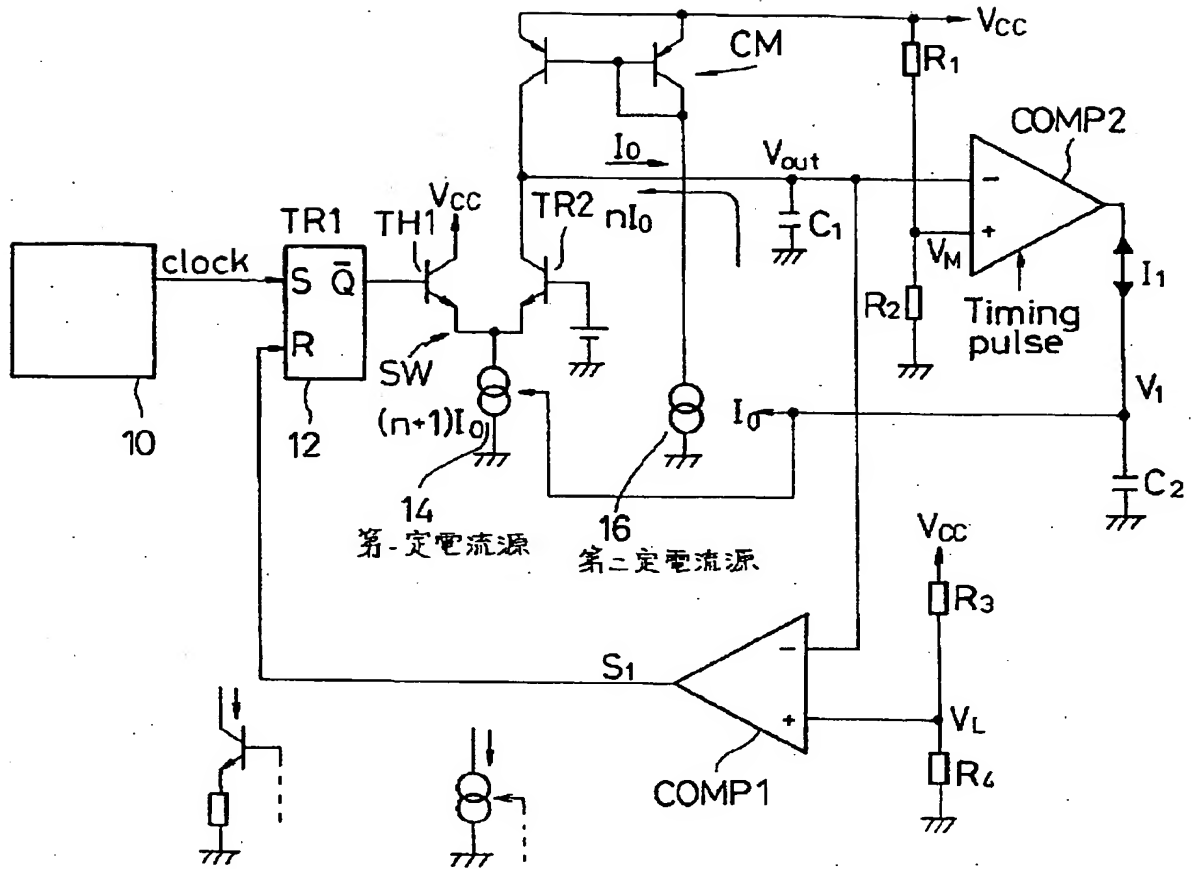 VCC
CM
R1
COMP2
I0
Vout
VCC
TR1
TH1
TR2
nI0
C1
−
+
VM
clock
S
Q̄
R
R2
Timing
pulse
I1
SW
V1
10
12
(n+1)I0
I0
C2
14
第-定電流源
16
第二定電流源
VCC
R3
S1
−
+
VL
COMP1
R4